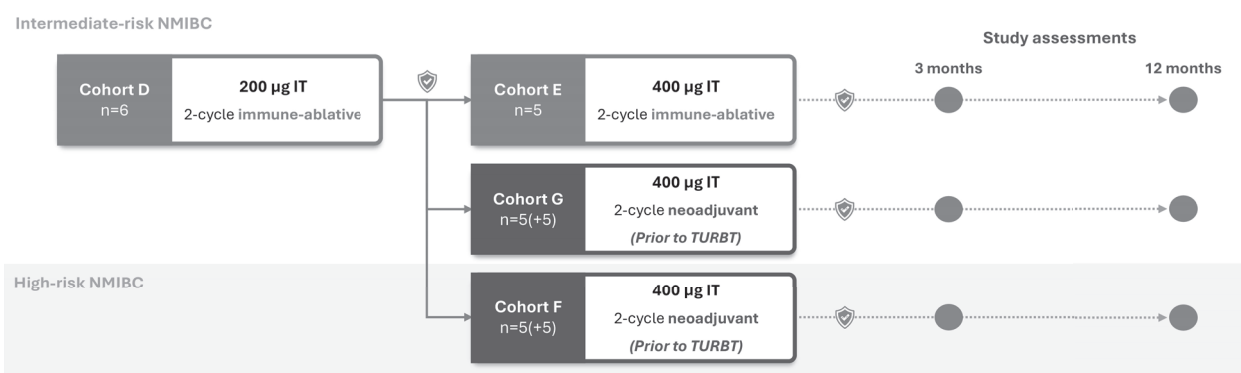 Intermediate-risk NMIBC
Study assessments
3 months
12 months
Cohort D
n=6
200 µg IT
2-cycle immune-ablative
Cohort E
n=5
400 µg IT
2-cycle immune-ablative
Cohort G
n=5(+5)
400 µg IT
2-cycle neoadjuvant
(Prior to TURBT)
High-risk NMIBC
Cohort F
n=5(+5)
400 µg IT
2-cycle neoadjuvant
(Prior to TURBT)